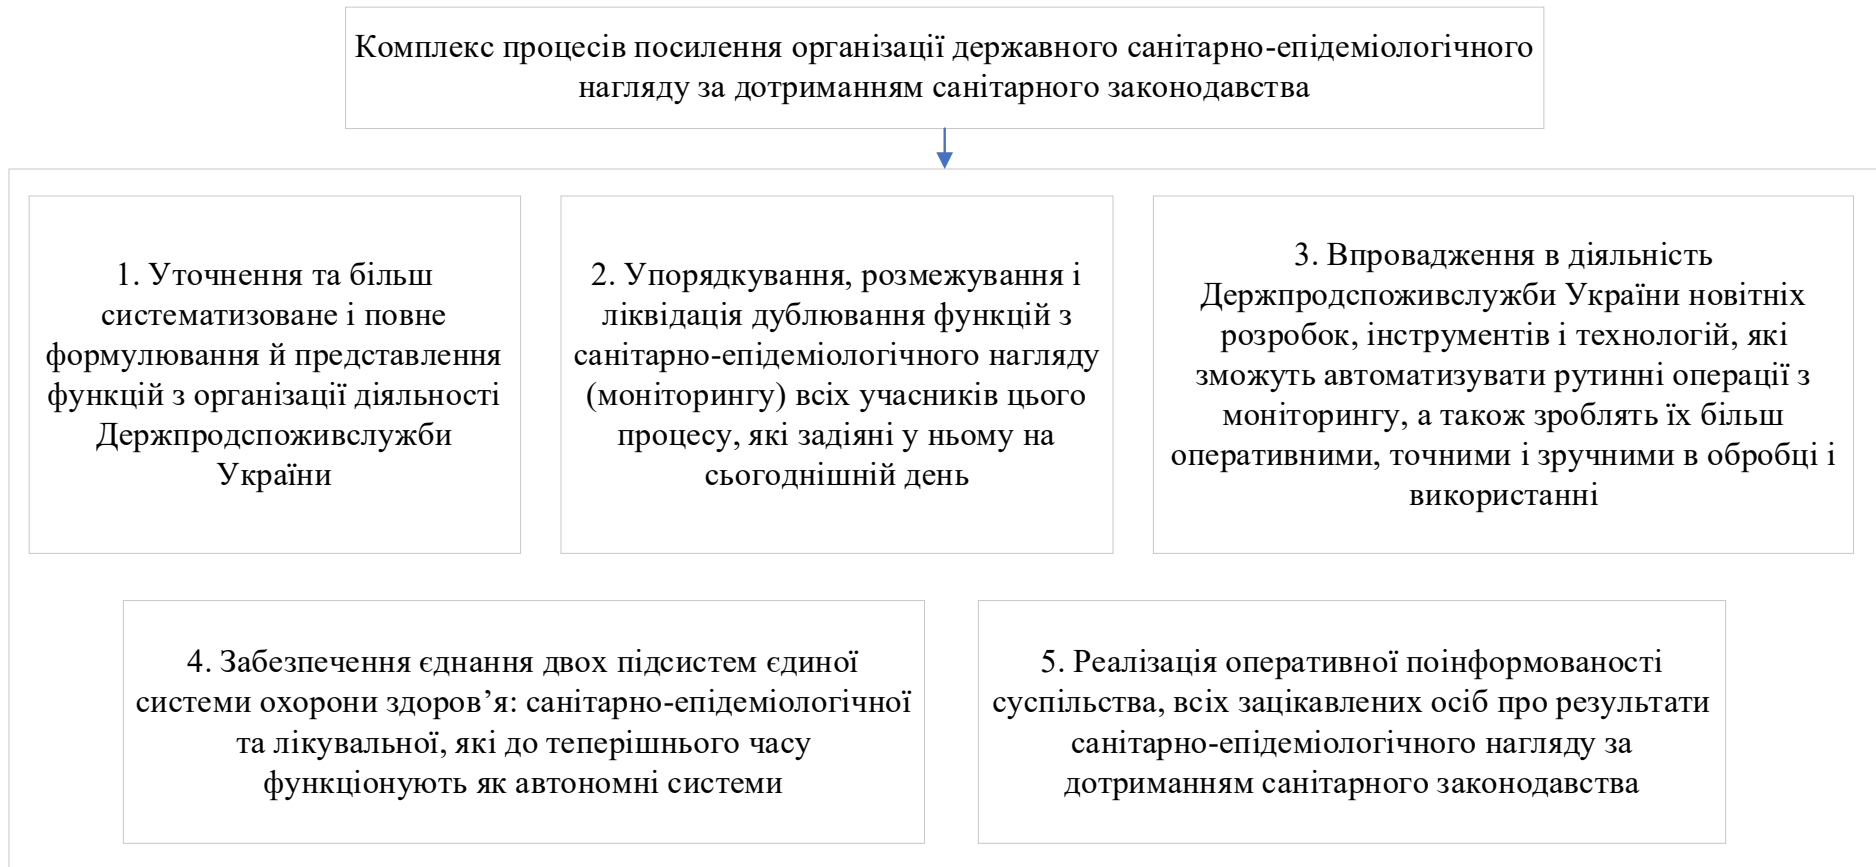 Комплекс процесів посилення організації державного санітарно-епідеміологічного
нагляду за дотриманням санітарного законодавства
1. Уточнення та більш
систематизоване і повне
формулювання й представлення
функцій з організації діяльності
Держпродспоживслужби
України
2. Упорядкування, розмежування і
ліквідація дублювання функцій з
санітарно-епідеміологічного нагляду
(моніторингу) всіх учасників цього
процесу, які задіяні у ньому на
сьогоднішній день
3. Впровадження в діяльність
Держпродспоживслужби України новітніх
розробок, інструментів і технологій, які
зможуть автоматизувати рутинні операції з
моніторингу, а також зроблять їх більш
оперативними, точними і зручними в обробці і
використанні
4. Забезпечення єднання двох підсистем єдиної
системи охорони здоров’я: санітарно-епідеміологічної
та лікувальної, які до теперішнього часу
функціонують як автономні системи
5. Реалізація оперативної поінформованості
суспільства, всіх зацікавлених осіб про результати
санітарно-епідеміологічного нагляду за
дотриманням санітарного законодавства